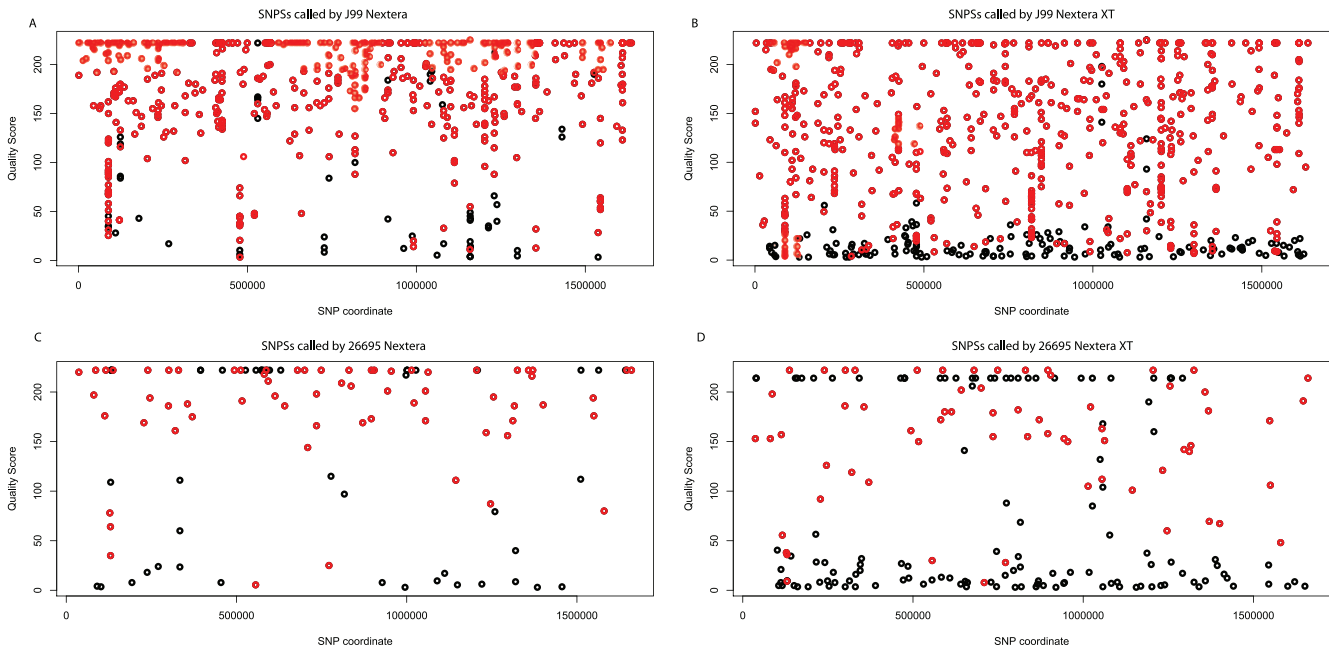 A
SNPSs called by J99 Nextera
Quality Score
200
150
100
50
0
0 500000 1000000 1500000
SNP coordinate
B
SNPSs called by J99 Nextera XT
Quality Score
200
150
100
50
0
0 500000 1000000 1500000
SNP coordinate
C
SNPSs called by 26695 Nextera
Quality Score
200
150
100
50
0
0 500000 1000000 1500000
SNP coordinate
D
SNPSs called by 26695 Nextera XT
Quality Score
200
150
100
50
0
0 500000 1000000 1500000
SNP coordinate